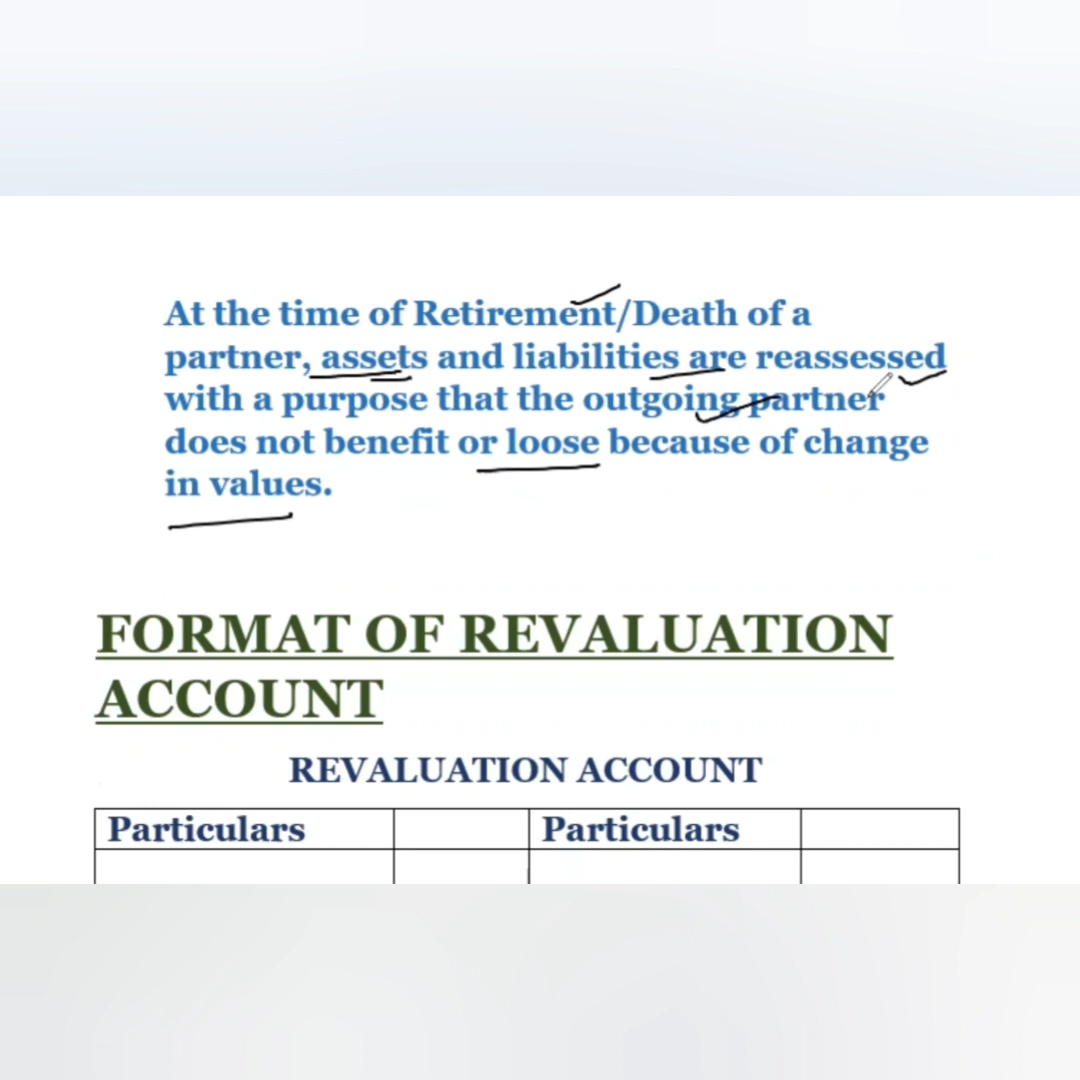 At the time of Retirement/Death of a
partner, assets and liabilities are reassessed
with a purpose that the outgoing partner
does not benefit or loose because of change
in values.
FORMAT OF REVALUATION
ACCOUNT
REVALUATION ACCOUNT
Particulars Particulars